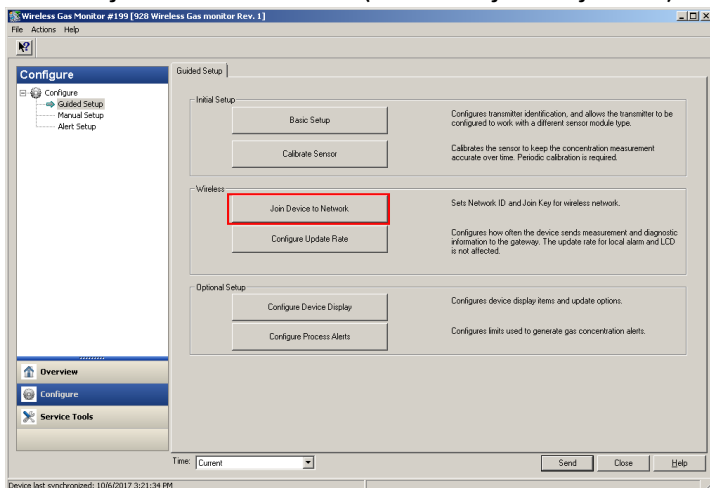 Wireless Gas Monitor #199 [928 Wireless Gas monitor Rev. 1]
File Actions Help
Configure
Guided Setup
Configure
Guided Setup
Manual Setup
Alert Setup
Initial Setup
Basic Setup
Configures transmitter identification, and allows the transmitter to be
configured to work with a different sensor module type.
Calibrate Sensor
Calibrates the sensor to keep the concentration measurement
accurate over time. Periodic calibration is required.
Wireless
Join Device to Network
Sets Network ID and Join Key for wireless network.
Configure Update Rate
Configures how often the device sends measurement and diagnostic
information to the gateway. The update rate for local alarm and LCD
is not affected.
Optional Setup
Configure Device Display
Configures device display items and update options.
Configure Process Alerts
Configures limits used to generate gas concentration alerts.
Overview
Configure
Service Tools
Time: Current
Send Close Help
Device last synchronized: 10/6/2017 3:21:34 PM